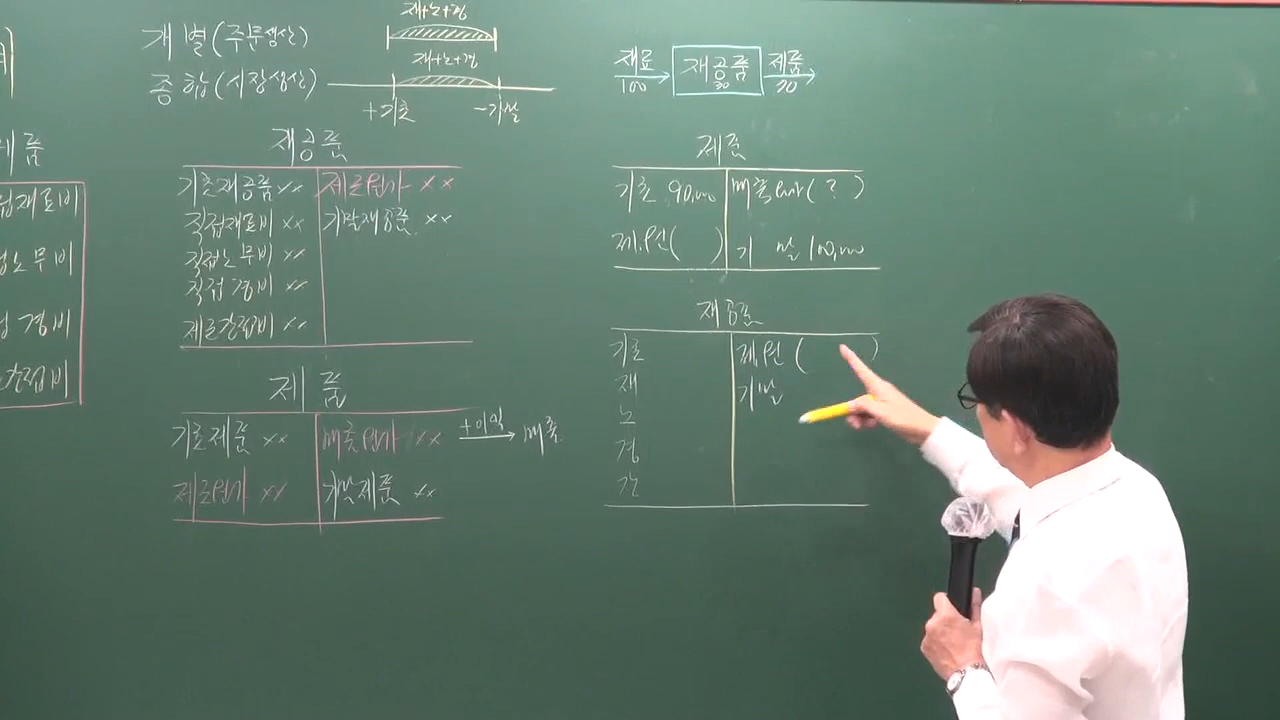 개별(주문생산)
재+노+경
종합(시장생산)
재+노+경
+기초
-기말
재료
100
재공품
30
제품
70
재공품
기초재공품 ××
제조원가 ××
직접재료비 ××
기말재공품 ××
직접노무비 ××
직접경비 ××
제조간접비 ××
제품
기초제품 ××
매출원가 ××
+이익
매출
제조원가 ××
기말제품 ××
제품
기초 90,000
매출원가( ? )
제.원( )
기말 100,000
재공품
기초
제.원 ( )
재
기말
노
경
간
품
접재료비
접노무비
경비
간접비